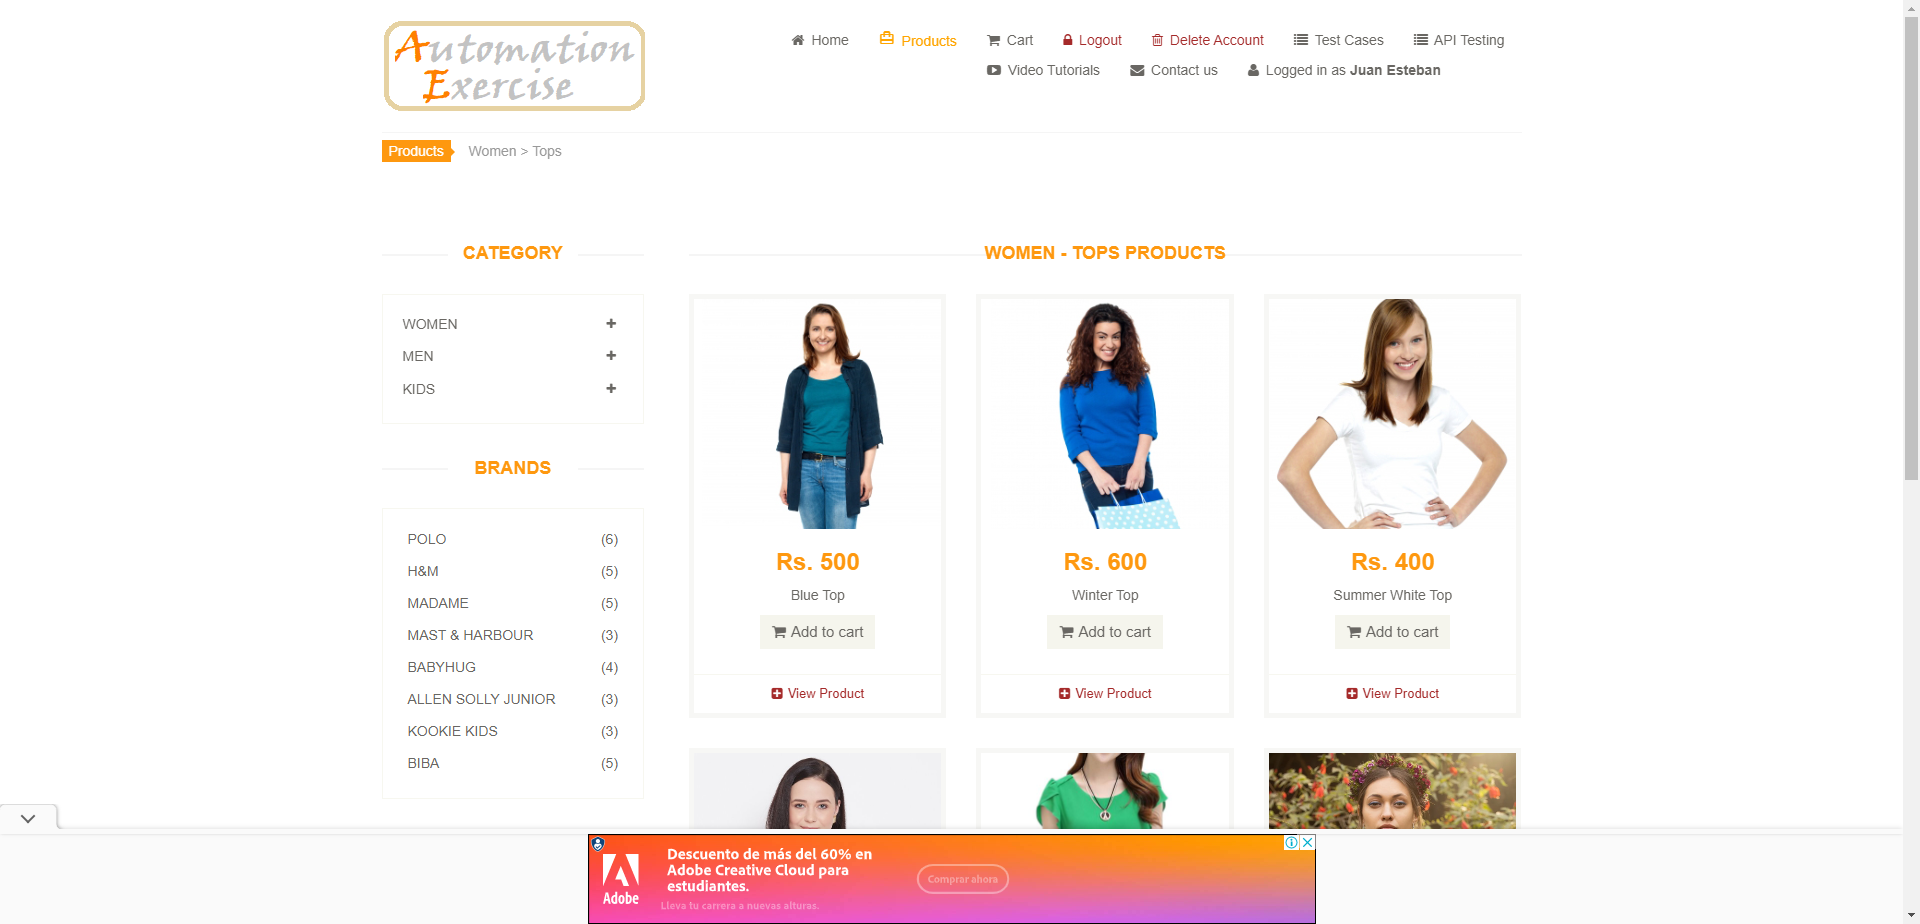 Automation
Exercise
Home
Products
Cart
Logout
Delete Account
Test Cases
API Testing
Video Tutorials
Contact us
Logged in as Juan Esteban
Products
Women > Tops
CATEGORY
WOMEN
MEN
KIDS
BRANDS
POLO (6)
H&M (5)
MADAME (5)
MAST & HARBOUR (3)
BABYHUG (4)
ALLEN SOLLY JUNIOR (3)
KOOKIE KIDS (3)
BIBA (5)
WOMEN - TOPS PRODUCTS
Rs. 500
Blue Top
Add to cart
View Product
Rs. 600
Winter Top
Add to cart
View Product
Rs. 400
Summer White Top
Add to cart
View Product
Adobe
Descuento de más del 60% en
Adobe Creative Cloud para
estudiantes.
Lleva tu carrera a nuevas alturas.
Comprar ahora